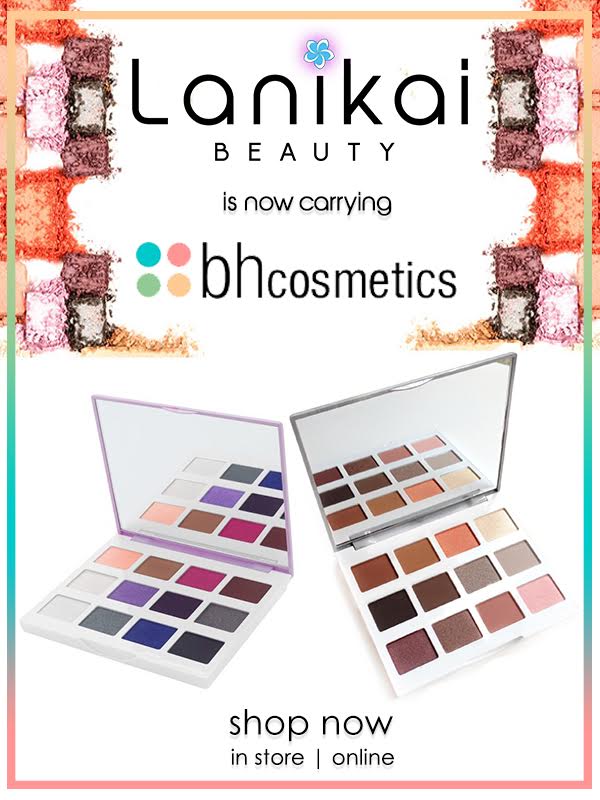 Lanikai
BEAUTY
is now carrying
bhcosmetics
shop now
in store | online